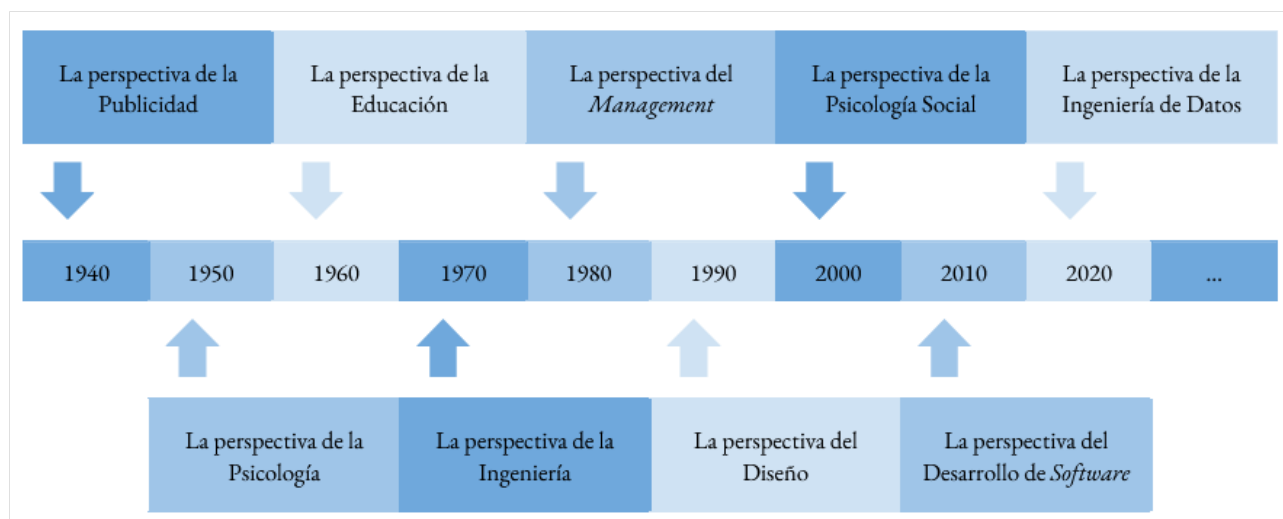 La perspectiva de la
Publicidad
La perspectiva de la
Educación
La perspectiva del
Management
La perspectiva de la
Psicología Social
La perspectiva de la
Ingeniería de Datos
1940
1950
1960
1970
1980
1990
2000
2010
2020
...
La perspectiva de la
Psicología
La perspectiva de la
Ingeniería
La perspectiva del
Diseño
La perspectiva del
Desarrollo de Software